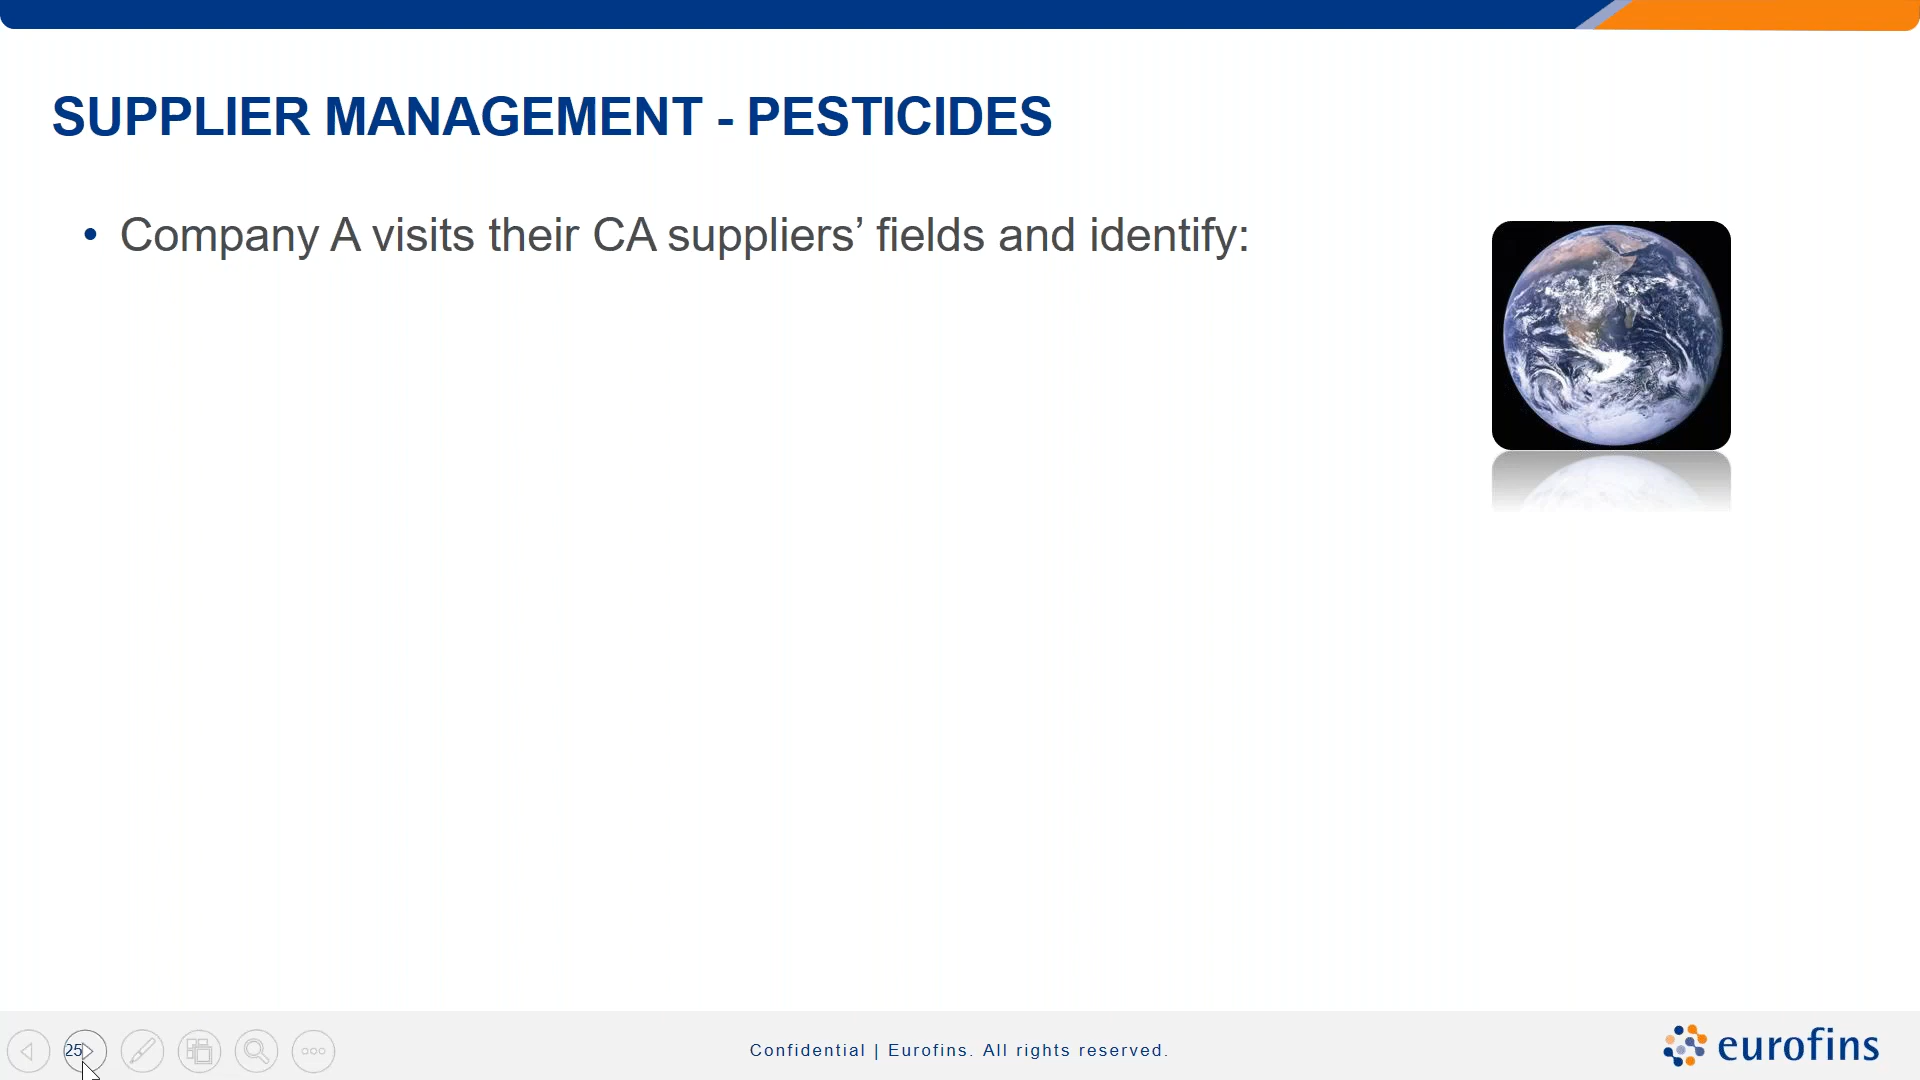 SUPPLIER MANAGEMENT - PESTICIDES
• Company A visits their CA suppliers’ fields and identify:
25
Confidential | Eurofins. All rights reserved.
eurofins